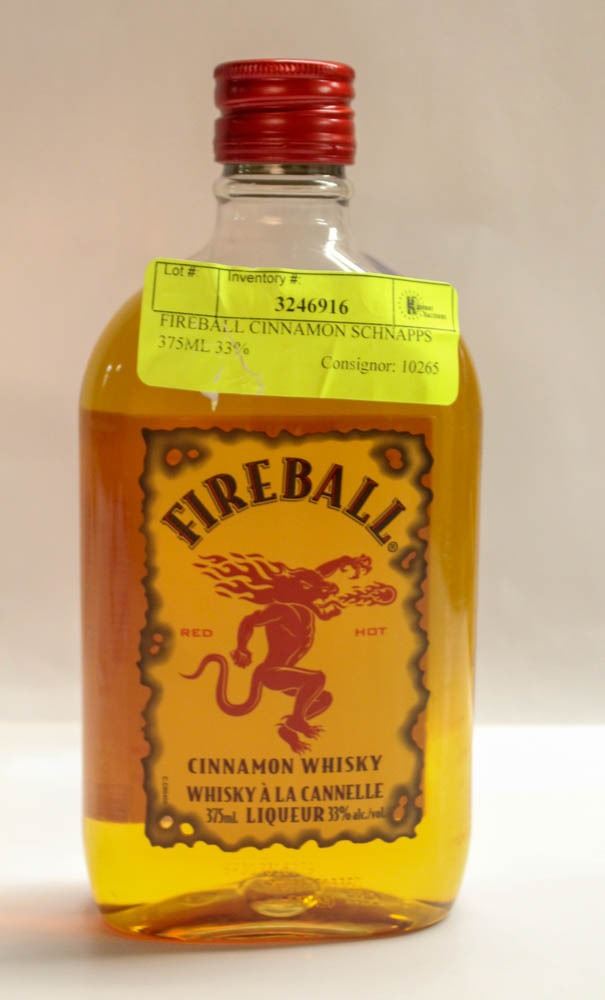 Lot #: Inventory #:
3246916
FIREBALL CINNAMON SCHNAPPS
375ML 33%
Consignor: 10265
FIREBALL®
RED HOT
CINNAMON WHISKY
WHISKY À LA CANNELLE
375mL LIQUEUR 33% alc./vol.